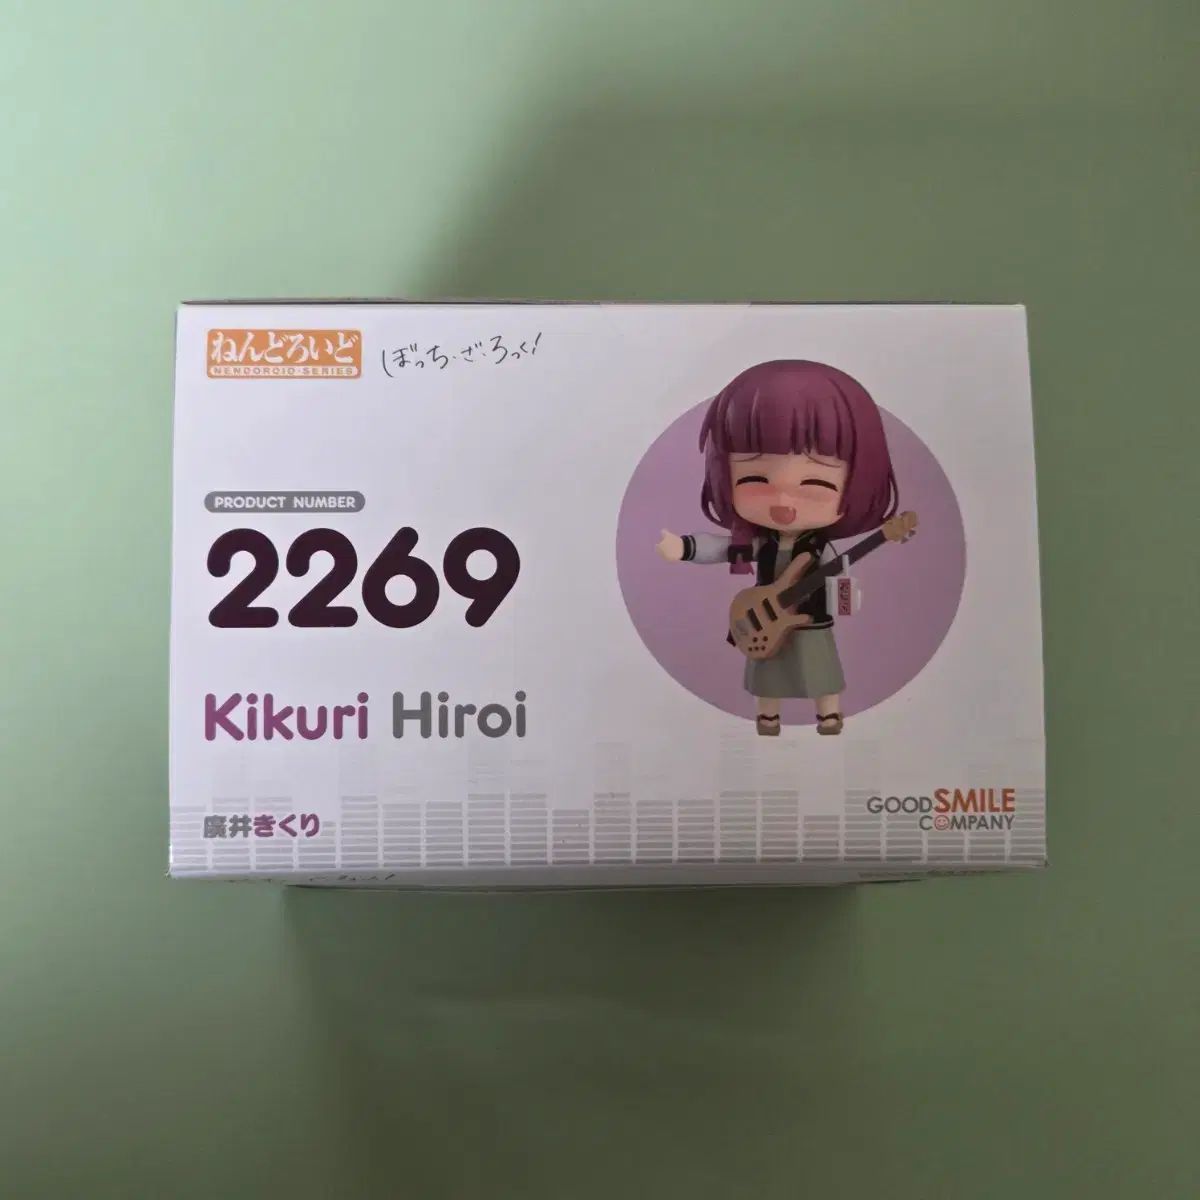 ねんどろいど
NENDOROID SERIES
ぼっち・ざ・ろっく!
PRODUCT NUMBER
2269
Kikuri Hiroi
廣井きくり
GOOD SMILE
COMPANY